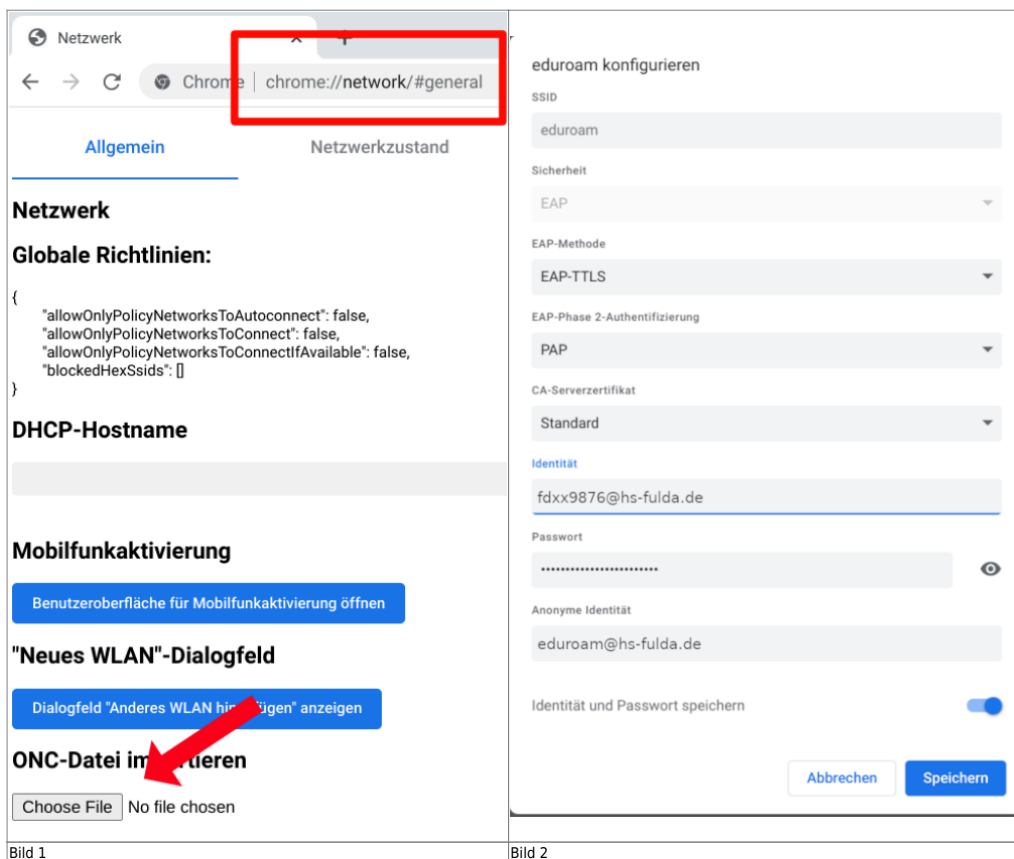 Netzwerk
Chrome | chrome://network/#general
Allgemein Netzwerkzustand
Netzwerk
Globale Richtlinien:
{
"allowOnlyPolicyNetworksToAutoconnect": false,
"allowOnlyPolicyNetworksToConnect": false,
"allowOnlyPolicyNetworksToConnectIfAvailable": false,
"blockedHexSsids": []
}
DHCP-Hostname
Mobilfunkaktivierung
Benutzeroberfläche für Mobilfunkaktivierung öffnen
"Neues WLAN"-Dialogfeld
Dialogfeld "Anderes WLAN hinzufügen" anzeigen
ONC-Datei importieren
Choose File No file chosen
Bild 1
eduroam konfigurieren
SSID
eduroam
Sicherheit
EAP
EAP-Methode
EAP-TTLS
EAP-Phase 2-Authentifizierung
PAP
CA-Serverzertifikat
Standard
Identität
fdxx9876@hs-fulda.de
Passwort
••••••••••••••••••••••••
Anonyme Identität
eduroam@hs-fulda.de
Identität und Passwort speichern
Abbrechen Speichern
Bild 2